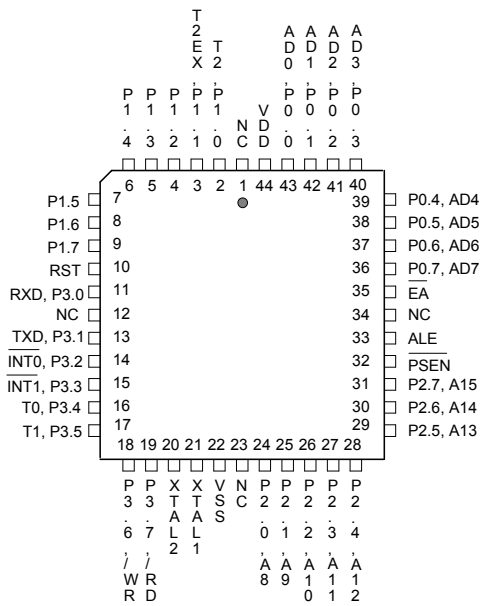 T2EX,P1.1
T2,P1.0
AD0,P0.0
AD1,P0.1
AD2,P0.2
AD3,P0.3
P1.4
P1.3
P1.2
NC
VDD
6 5 4 3 2 1 44 43 42 41 40
P1.5 7
P1.6 8
P1.7 9
RST 10
RXD, P3.0 11
NC 12
TXD, P3.1 13
INT0, P3.2 14
INT1, P3.3 15
T0, P3.4 16
T1, P3.5 17
39 P0.4, AD4
38 P0.5, AD5
37 P0.6, AD6
36 P0.7, AD7
35 EA
34 NC
33 ALE
32 PSEN
31 P2.7, A15
30 P2.6, A14
29 P2.5, A13
18 19 20 21 22 23 24 25 26 27 28
P3.6,/WR
P3.7,/RD
XTAL2
XTAL1
VSS
NC
P2.0,A8
P2.1,A9
P2.2,A10
P2.3,A11
P2.4,A12